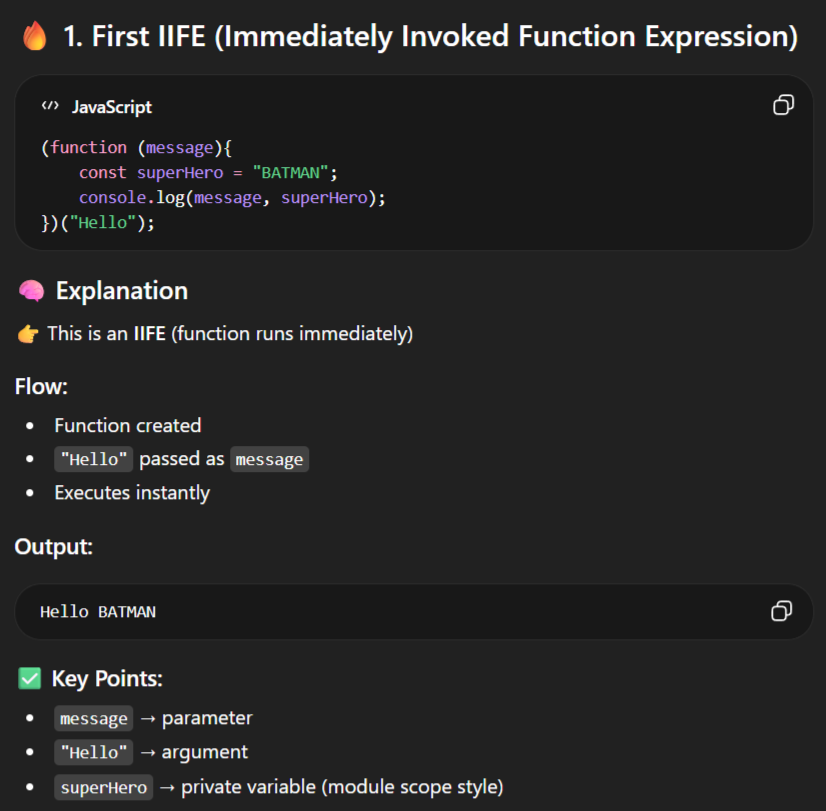 🔥 1. First IIFE (Immediately Invoked Function Expression)
</> JavaScript
(function (message){
    const superHero = "BATMAN";
    console.log(message, superHero);
})("Hello");
🧠 Explanation
👉 This is an IIFE (function runs immediately)
Flow:
• Function created
• "Hello" passed as message
• Executes instantly
Output:
Hello BATMAN
✅ Key Points:
• message → parameter
• "Hello" → argument
• superHero → private variable (module scope style)